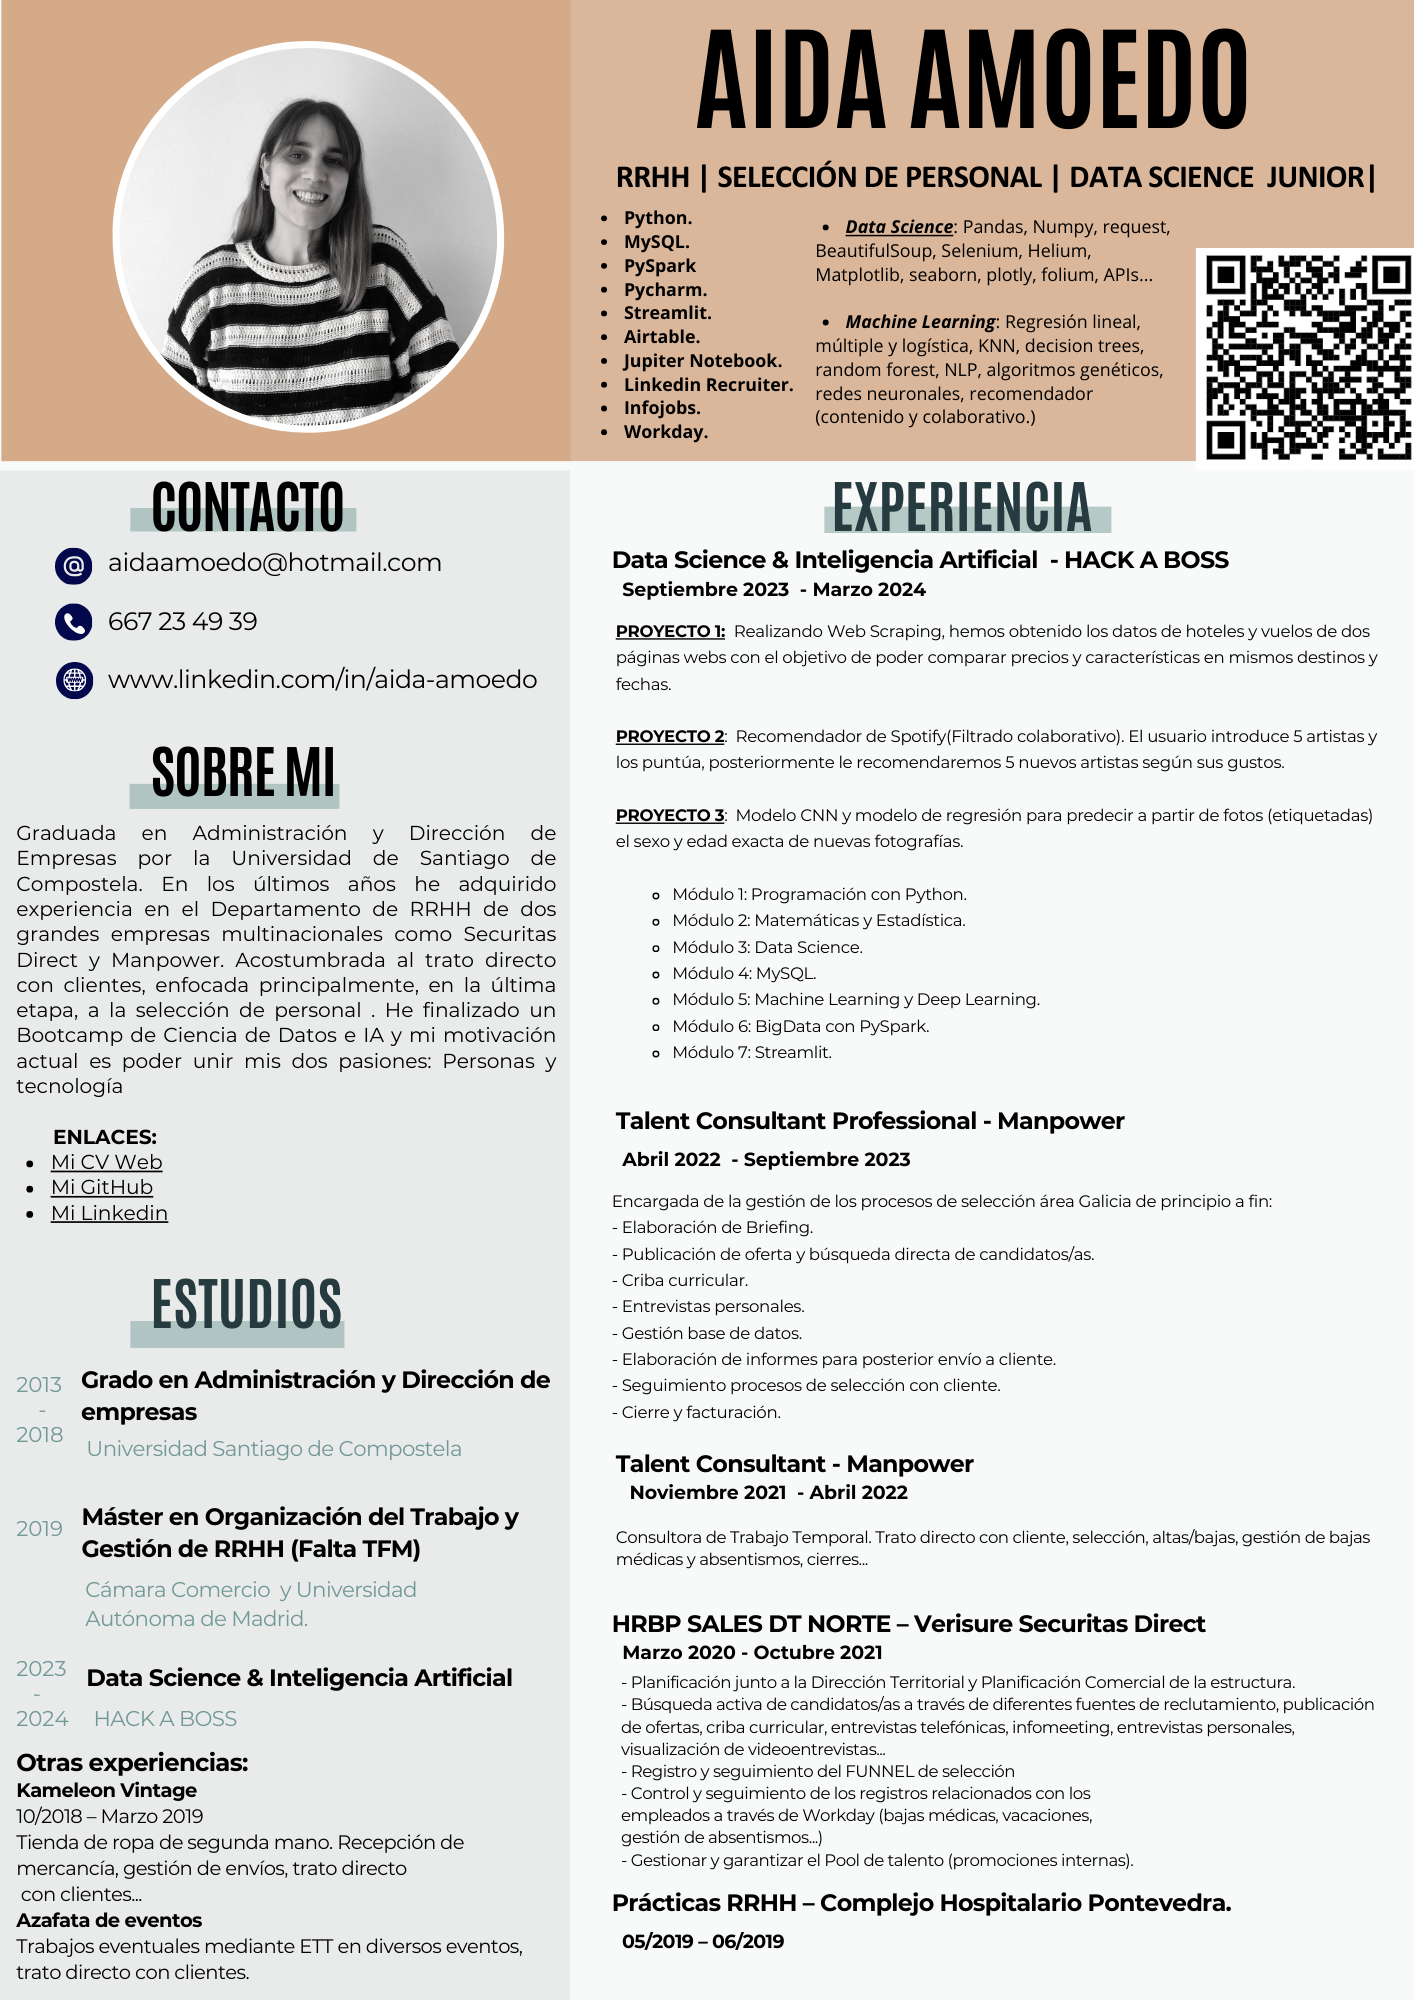 AIDA AMOEDO
RRHH | SELECCIÓN DE PERSONAL | DATA SCIENCE JUNIOR|
• Python.
• MySQL.
• PySpark
• Pycharm.
• Streamlit.
• Airtable.
• Jupiter Notebook.
• Linkedin Recruiter.
• Infojobs.
• Workday.
• Data Science: Pandas, Numpy, request,
BeautifulSoup, Selenium, Helium,
Matplotlib, seaborn, plotly, folium, APIs...
• Machine Learning: Regresión lineal,
múltiple y logística, KNN, decision trees,
random forest, NLP, algoritmos genéticos,
redes neuronales, recomendador
(contenido y colaborativo.)
CONTACTO
@ aidaamoedo@hotmail.com
667 23 49 39
www.linkedin.com/in/aida-amoedo
SOBRE MI
Graduada en Administración y Dirección de
Empresas por la Universidad de Santiago de
Compostela. En los últimos años he adquirido
experiencia en el Departamento de RRHH de dos
grandes empresas multinacionales como Securitas
Direct y Manpower. Acostumbrada al trato directo
con clientes, enfocada principalmente, en la última
etapa, a la selección de personal . He finalizado un
Bootcamp de Ciencia de Datos e IA y mi motivación
actual es poder unir mis dos pasiones: Personas y
tecnología
ENLACES:
• Mi CV Web
• Mi GitHub
• Mi Linkedin
ESTUDIOS
2013
-
2018
Grado en Administración y Dirección de
empresas
Universidad Santiago de Compostela
2019
Máster en Organización del Trabajo y
Gestión de RRHH (Falta TFM)
Cámara Comercio y Universidad
Autónoma de Madrid.
2023
-
2024
Data Science & Inteligencia Artificial
HACK A BOSS
Otras experiencias:
Kameleon Vintage
10/2018 – Marzo 2019
Tienda de ropa de segunda mano. Recepción de
mercancía, gestión de envíos, trato directo
con clientes...
Azafata de eventos
Trabajos eventuales mediante ETT en diversos eventos,
trato directo con clientes.
EXPERIENCIA
Data Science & Inteligencia Artificial - HACK A BOSS
Septiembre 2023 - Marzo 2024
PROYECTO 1: Realizando Web Scraping, hemos obtenido los datos de hoteles y vuelos de dos
páginas webs con el objetivo de poder comparar precios y características en mismos destinos y
fechas.
PROYECTO 2: Recomendador de Spotify(Filtrado colaborativo). El usuario introduce 5 artistas y
los puntúa, posteriormente le recomendaremos 5 nuevos artistas según sus gustos.
PROYECTO 3: Modelo CNN y modelo de regresión para predecir a partir de fotos (etiquetadas)
el sexo y edad exacta de nuevas fotografías.
Módulo 1: Programación con Python.
Módulo 2: Matemáticas y Estadística.
Módulo 3: Data Science.
Módulo 4: MySQL.
Módulo 5: Machine Learning y Deep Learning.
Módulo 6: BigData con PySpark.
Módulo 7: Streamlit.
Talent Consultant Professional - Manpower
Abril 2022 - Septiembre 2023
Encargada de la gestión de los procesos de selección área Galicia de principio a fin:
- Elaboración de Briefing.
- Publicación de oferta y búsqueda directa de candidatos/as.
- Criba curricular.
- Entrevistas personales.
- Gestión base de datos.
- Elaboración de informes para posterior envío a cliente.
- Seguimiento procesos de selección con cliente.
- Cierre y facturación.
Talent Consultant - Manpower
Noviembre 2021 - Abril 2022
Consultora de Trabajo Temporal. Trato directo con cliente, selección, altas/bajas, gestión de bajas
médicas y absentismos, cierres...
HRBP SALES DT NORTE – Verisure Securitas Direct
Marzo 2020 - Octubre 2021
- Planificación junto a la Dirección Territorial y Planificación Comercial de la estructura.
- Búsqueda activa de candidatos/as a través de diferentes fuentes de reclutamiento, publicación
de ofertas, criba curricular, entrevistas telefónicas, infomeeting, entrevistas personales,
visualización de videoentrevistas...
- Registro y seguimiento del FUNNEL de selección
- Control y seguimiento de los registros relacionados con los
empleados a través de Workday (bajas médicas, vacaciones,
gestión de absentismos...)
- Gestionar y garantizar el Pool de talento (promociones internas).
Prácticas RRHH – Complejo Hospitalario Pontevedra.
05/2019 – 06/2019